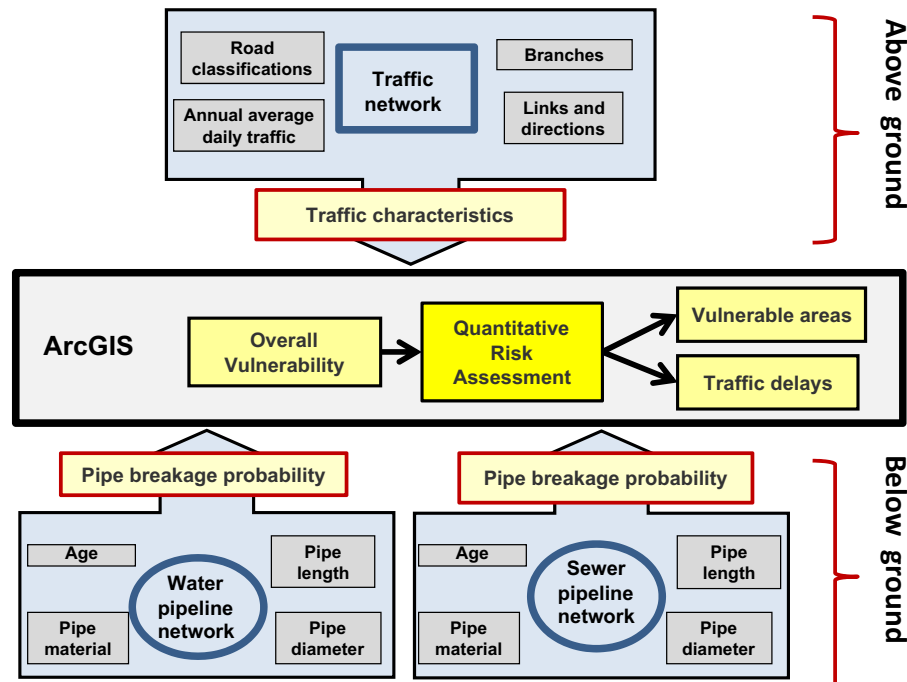 Road
classifications
Traffic
network
Branches
Annual average
daily traffic
Links and
directions
Traffic characteristics
Above ground
ArcGIS
Overall
Vulnerability
Quantitative
Risk
Assessment
Vulnerable areas
Traffic delays
Pipe breakage probability
Pipe breakage probability
Below ground
Age
Pipe
length
Water
pipeline
network
Pipe
material
Pipe
diameter
Age
Pipe
length
Sewer
pipeline
network
Pipe
material
Pipe
diameter